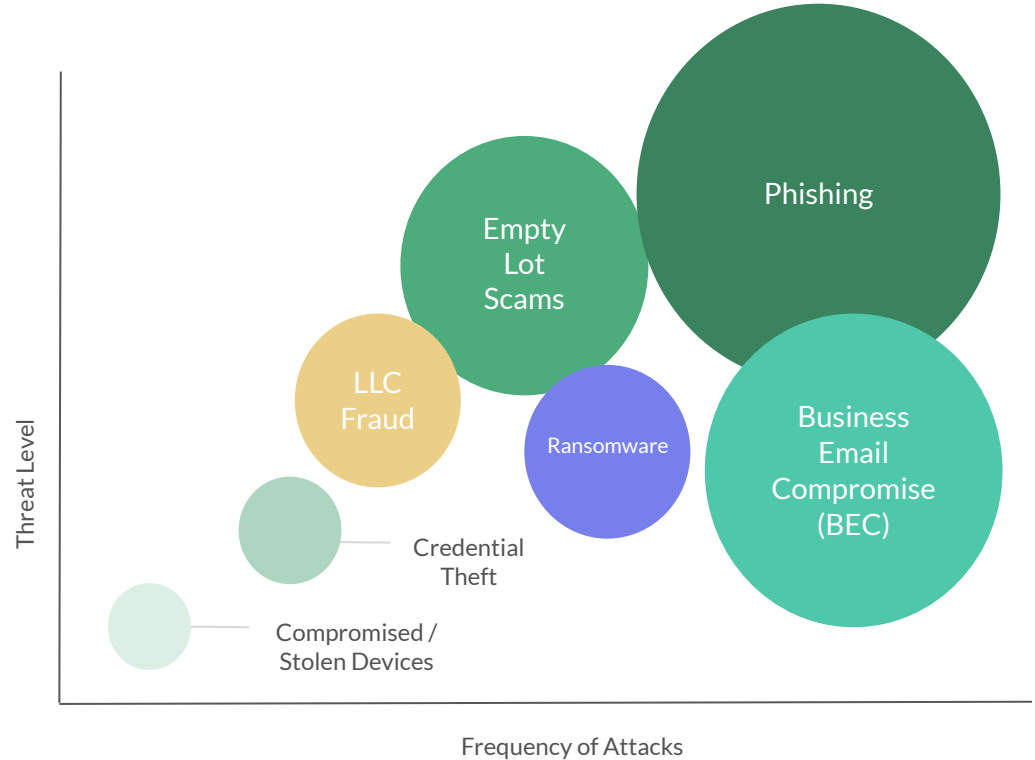 Phishing
Empty
Lot
Scams
LLC
Fraud
Ransomware
Business
Email
Compromise
(BEC)
Credential
Theft
Compromised /
Stolen Devices
Threat Level
Frequency of Attacks